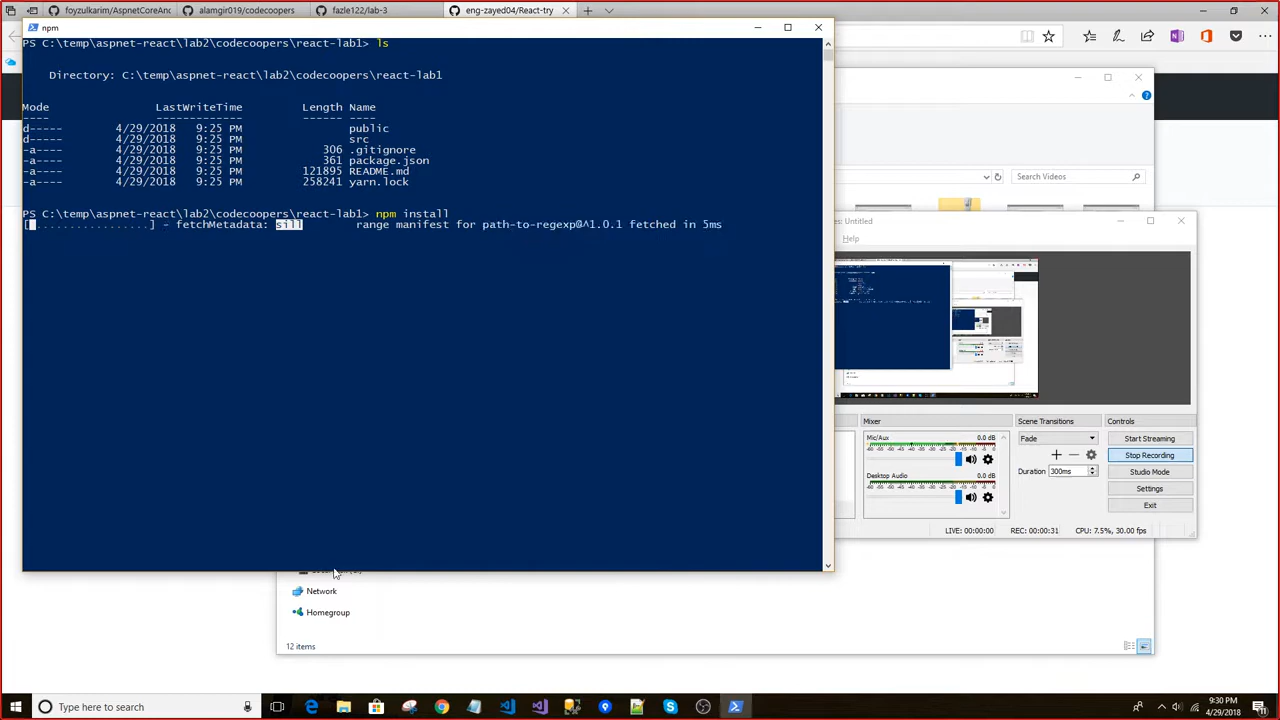 foyzulkarim/AspnetCoreAnd
alamgir019/codecoopers
fazle122/lab-3
eng-zayed04/React-try
npm
PS C:\temp\aspnet-react\lab2\codecoopers\react-lab1> ls
Directory: C:\temp\aspnet-react\lab2\codecoopers\react-lab1
Mode LastWriteTime Length Name
---- ------------- ------ ----
d----- 4/29/2018 9:25 PM public
d----- 4/29/2018 9:25 PM src
-a---- 4/29/2018 9:25 PM 306 .gitignore
-a---- 4/29/2018 9:25 PM 361 package.json
-a---- 4/29/2018 9:25 PM 121895 README.md
-a---- 4/29/2018 9:25 PM 258241 yarn.lock
PS C:\temp\aspnet-react\lab2\codecoopers\react-lab1> npm install
[ .................] - fetchMetadata: sill range manifest for path-to-regexp@^1.0.1 fetched in 5ms
Search Videos
es: Untitled
Help
Mixer
Scene Transitions
Controls
Mic/Aux 0.0 dB
Fade
Start Streaming
Stop Recording
Duration 300ms
Desktop Audio 0.0 dB
Studio Mode
Settings
Exit
LIVE: 00:00:00 REC: 00:00:31 CPU: 7.5%, 30.00 fps
Network
Homegroup
12 items
Type here to search
9:30 PM
4/29/2018